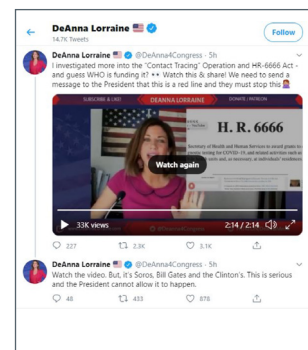 DeAnna Lorraine
14.7K Tweets
Follow
DeAnna Lorraine @DeAnna4Congress · 5h
I investigated more into the "Contact Tracing" Operation and HR-6666 Act -
and guess WHO is funding it? 👀 Watch this & share! We need to send a
message to the President that this is a red line and they must stop this🤦🏻‍♀️
SUBSCRIBE & LIKE!
DEANNA LORRAINE
DONATE / PATREON
H. R. 6666
Secretary of Health and Human Services to award grants to
testing for COVID-19, and related activities such as
and, as necessary, at individuals' residences
Watch again
33K views
2:14 / 2:14
227
2.3K
3.1K
DeAnna Lorraine @DeAnna4Congress · 5h
Watch the video. But, it's Soros, Bill Gates and the Clinton's. This is serious
and the President cannot allow it to happen.
46
433
878